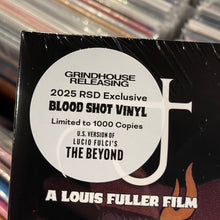 GRINDHOUSE
RELEASING
2025 RSD Exclusive
BLOOD SHOT VINYL
Limited to 1000 Copies
U.S. VERSION OF
LUCIO FULCI'S
THE BEYOND
A LOUIS FULLER FILM